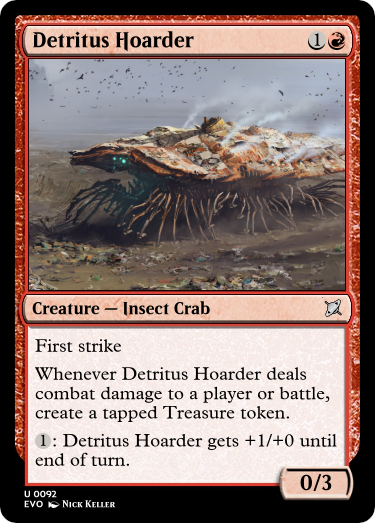 Detritus Hoarder 1
Creature — Insect Crab
First strike
Whenever Detritus Hoarder deals
combat damage to a player or battle,
create a tapped Treasure token.
1: Detritus Hoarder gets +1/+0 until
end of turn.
0/3
U 0092
EVO Nick Keller